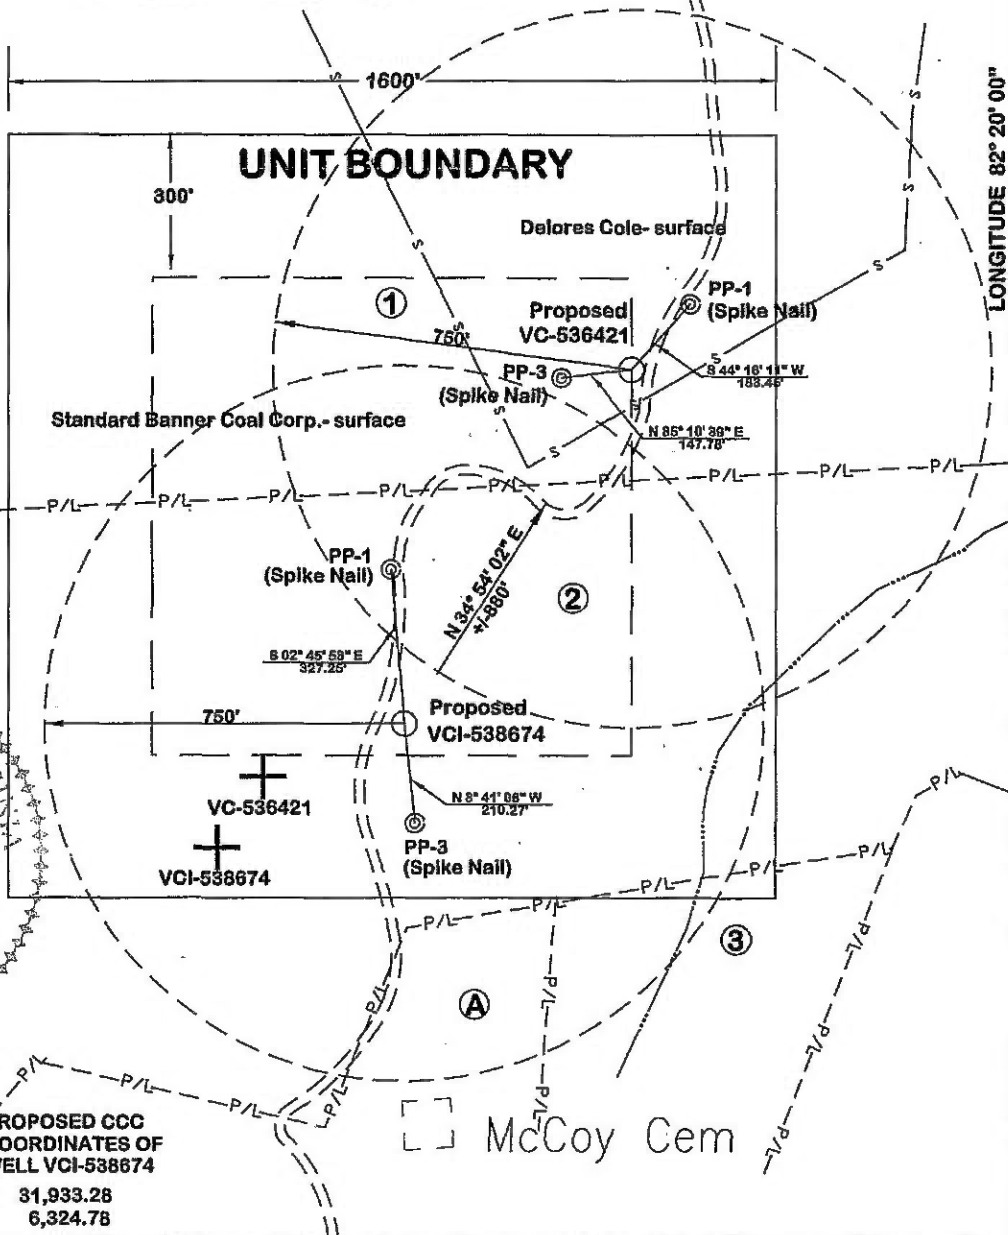 1600'
UNIT BOUNDARY
300'
LONGITUDE 82° 20' 00"
Delores Cole- surface
1
Proposed
VC-536421
PP-1
(Spike Nail)
750'
PP-3
(Spike Nail)
S 44° 16' 11" W
183.45'
Standard Banner Coal Corp.- surface
N 85° 10' 39" E
147.78'
S
S
S
S
S
S
S
S
S
S
P/L
P/L
P/L
P/L
P/L
P/L
P/L
P/L
P/L
PP-1
(Spike Nail)
N 34° 54' 02" E
+/-880'
2
S 02° 45' 58" E
327.25'
750'
Proposed
VCI-538674
VC-536421
N 8° 41' 06" W
210.27'
PP-3
(Spike Nail)
VCI-538674
P/L
P/L
P/L
P/L
P/L
P/L
P/L
3
A
P/L
P/L
P/L
P/L
P/L
P/L
P/L
P/L
P/L
P/L
McCoy Cem
ROPOSED CCC
OORDINATES OF
ELL VCI-538674
31,933.28
6,324.78